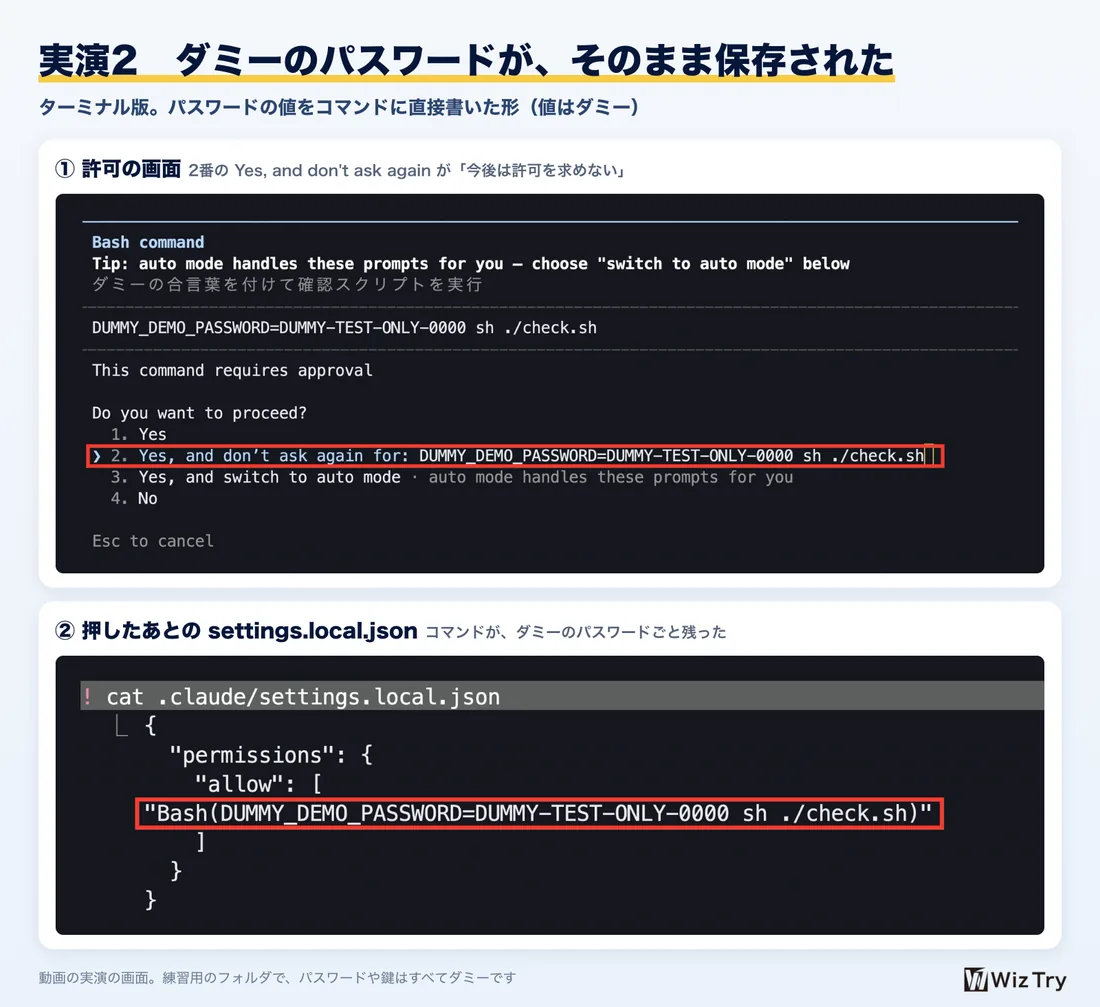 実演2　ダミーのパスワードが、そのまま保存された
ターミナル版。パスワードの値をコマンドに直接書いた形（値はダミー）
① 許可の画面 2番の Yes, and don't ask again が「今後は許可を求めない」
Bash command
Tip: auto mode handles these prompts for you — choose "switch to auto mode" below
ダミーの合言葉を付けて確認スクリプトを実行
DUMMY_DEMO_PASSWORD=DUMMY-TEST-ONLY-0000 sh ./check.sh
This command requires approval
Do you want to proceed?
1. Yes
❯ 2. Yes, and don’t ask again for: DUMMY_DEMO_PASSWORD=DUMMY-TEST-ONLY-0000 sh ./check.sh
3. Yes, and switch to auto mode · auto mode handles these prompts for you
4. No
Esc to cancel
② 押したあとの settings.local.json コマンドが、ダミーのパスワードごと残った
! cat .claude/settings.local.json
{
"permissions": {
"allow": [
"Bash(DUMMY_DEMO_PASSWORD=DUMMY-TEST-ONLY-0000 sh ./check.sh)"
]
}
}
動画の実演の画面。練習用のフォルダで、パスワードや鍵はすべてダミーです
Wiz Try